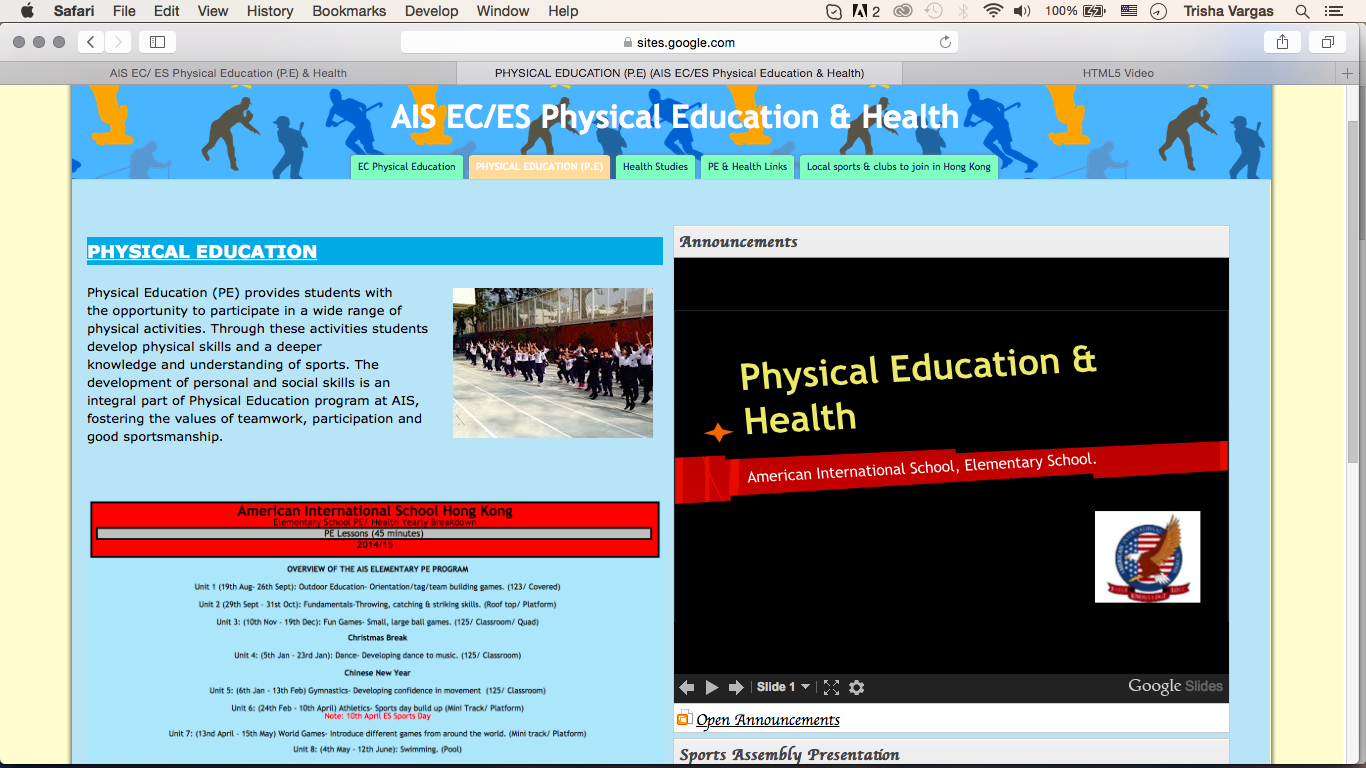 Safari File Edit View History Bookmarks Develop Window Help 2 100% Trisha Vargas
sites.google.com
AIS EC/ ES Physical Education (P.E) & Health
PHYSICAL EDUCATION (P.E) (AIS EC/ES Physical Education & Health)
HTML5 Video
AIS EC/ES Physical Education & Health
EC Physical Education
PHYSICAL EDUCATION (P.E)
Health Studies
PE & Health Links
Local sports & clubs to join in Hong Kong
PHYSICAL EDUCATION
Physical Education (PE) provides students with
the opportunity to participate in a wide range of
physical activities. Through these activities students
develop physical skills and a deeper
knowledge and understanding of sports. The
development of personal and social skills is an
integral part of Physical Education program at AIS,
fostering the values of teamwork, participation and
good sportsmanship.
American International School Hong Kong
Elementary School PE/ Health Yearly Breakdown
PE Lessons (45 minutes)
2014/15
OVERVIEW OF THE AIS ELEMENTARY PE PROGRAM
Unit 1 (19th Aug- 26th Sept): Outdoor Education- Orientation/tag/team building games. (123/ Covered)
Unit 2 (29th Sept - 31st Oct): Fundamentals-Throwing, catching & striking skills. (Roof top/ Platform)
Unit 3: (10th Nov - 19th Dec): Fun Games- Small, large ball games. (125/ Classroom/ Quad)
Christmas Break
Unit 4: (5th Jan - 23rd Jan): Dance- Developing dance to music. (125/ Classroom)
Chinese New Year
Unit 5: (6th Jan - 13th Feb) Gymnastics- Developing confidence in movement (125/ Classroom)
Unit 6: (24th Feb - 10th April) Athletics- Sports day build up (Mini Track/ Platform)
Note: 10th April ES Sports Day
Unit 7: (13nd April - 15th May) World Games- Introduce different games from around the world. (Mini track/ Platform)
Unit 8: (4th May - 12th June): Swimming. (Pool)
Announcements
Physical Education &
Health
American International School, Elementary School.
Slide 1
Google Slides
Open Announcements
Sports Assembly Presentation